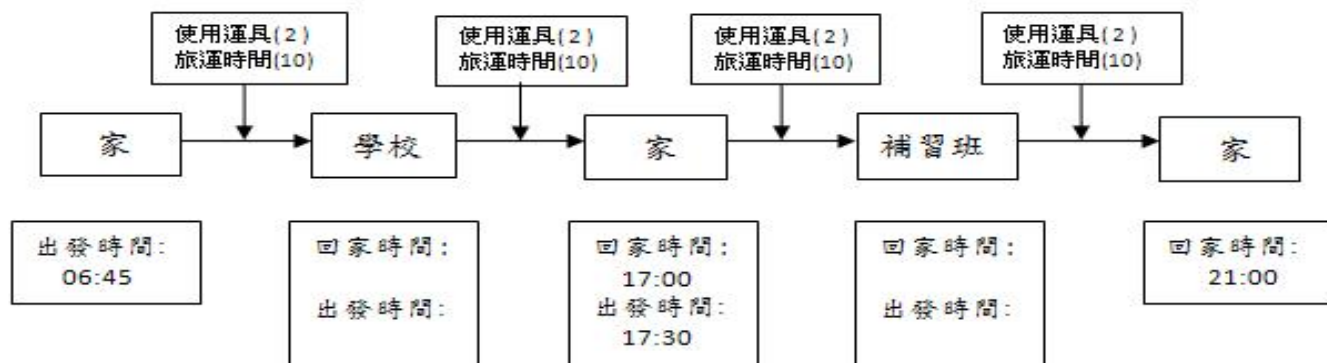 使用運具(2)
旅運時間(10)
使用運具(2)
旅運時間(10)
使用運具(2)
旅運時間(10)
使用運具(2)
旅運時間(10)
家
學校
家
補習班
家
出發時間:
06:45
回家時間:
出發時間:
回家時間:
17:00
出發時間:
17:30
回家時間:
出發時間:
回家時間:
21:00